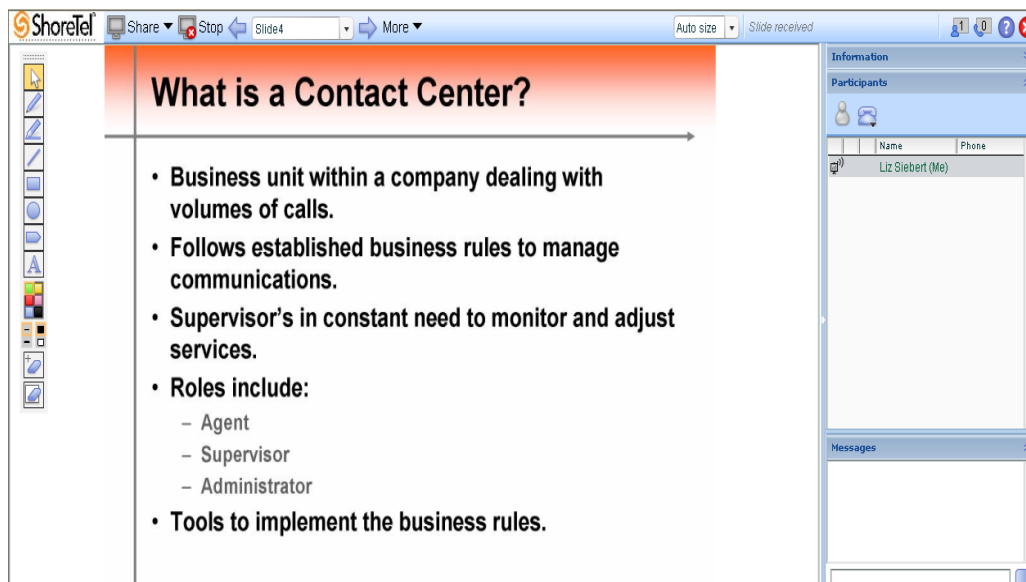 ShoreTel
Share Stop Slide4 More Auto size Slide received 1 0 ?
What is a Contact Center?
• Business unit within a company dealing with
volumes of calls.
• Follows established business rules to manage
communications.
• Supervisor's in constant need to monitor and adjust
services.
• Roles include:
– Agent
– Supervisor
– Administrator
• Tools to implement the business rules.
A
Information
Participants
Name Phone
Liz Siebert (Me)
Messages